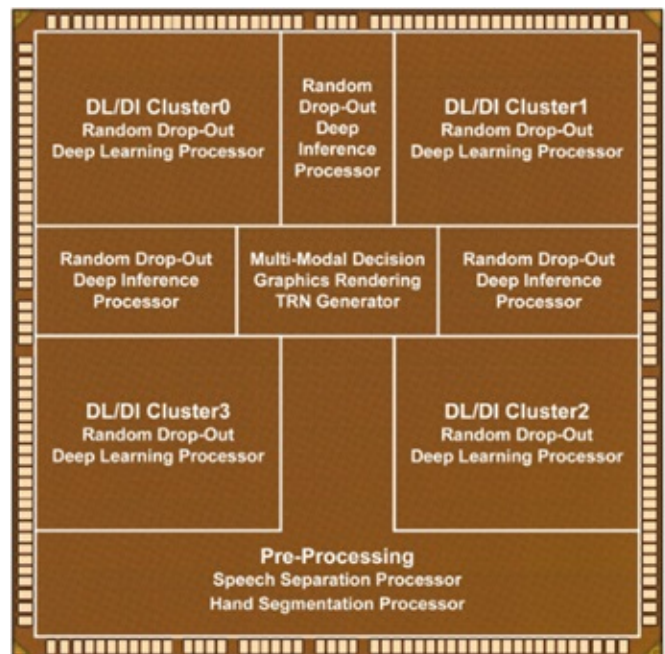 DL/DI Cluster0
Random Drop-Out
Deep Learning Processor
Random
Drop-Out
Deep
Inference
Processor
DL/DI Cluster1
Random Drop-Out
Deep Learning Processor
Random Drop-Out
Deep Inference
Processor
Multi-Modal Decision
Graphics Rendering
TRN Generator
Random Drop-Out
Deep Inference
Processor
DL/DI Cluster3
Random Drop-Out
Deep Learning Processor
DL/DI Cluster2
Random Drop-Out
Deep Learning Processor
Pre-Processing
Speech Separation Processor
Hand Segmentation Processor